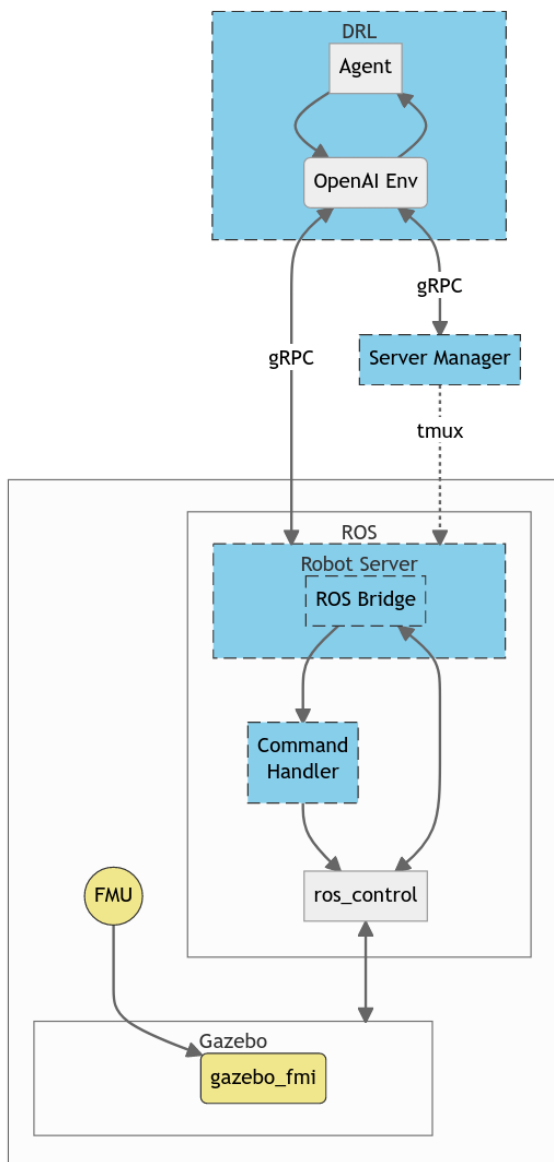 DRL
Agent
OpenAI Env
gRPC
Server Manager
gRPC
tmux
ROS
Robot Server
ROS Bridge
Command
Handler
FMU
ros_control
Gazebo
gazebo_fmi